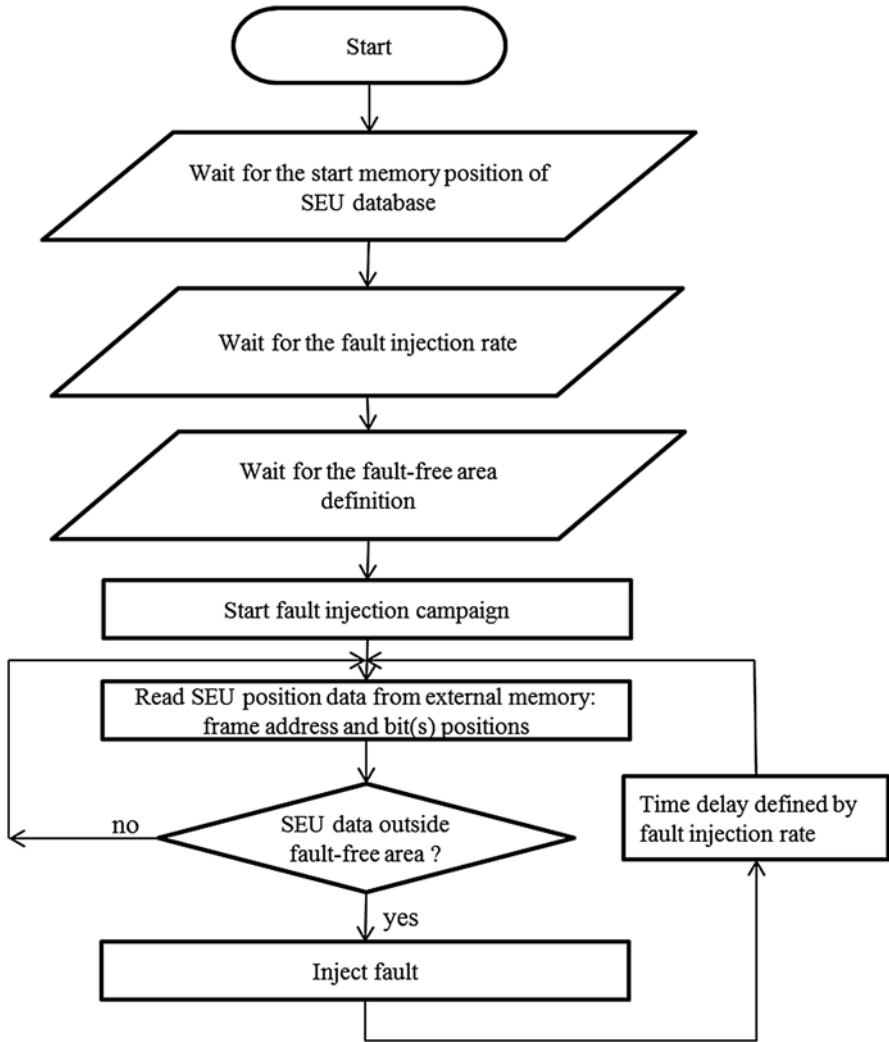 Start
Wait for the start memory position of
SEU database
Wait for the fault injection rate
Wait for the fault-free area
definition
Start fault injection campaign
Read SEU position data from external memory:
frame address and bit(s) positions
SEU data outside
fault-free area ?
no
yes
Inject fault
Time delay defined by
fault injection rate